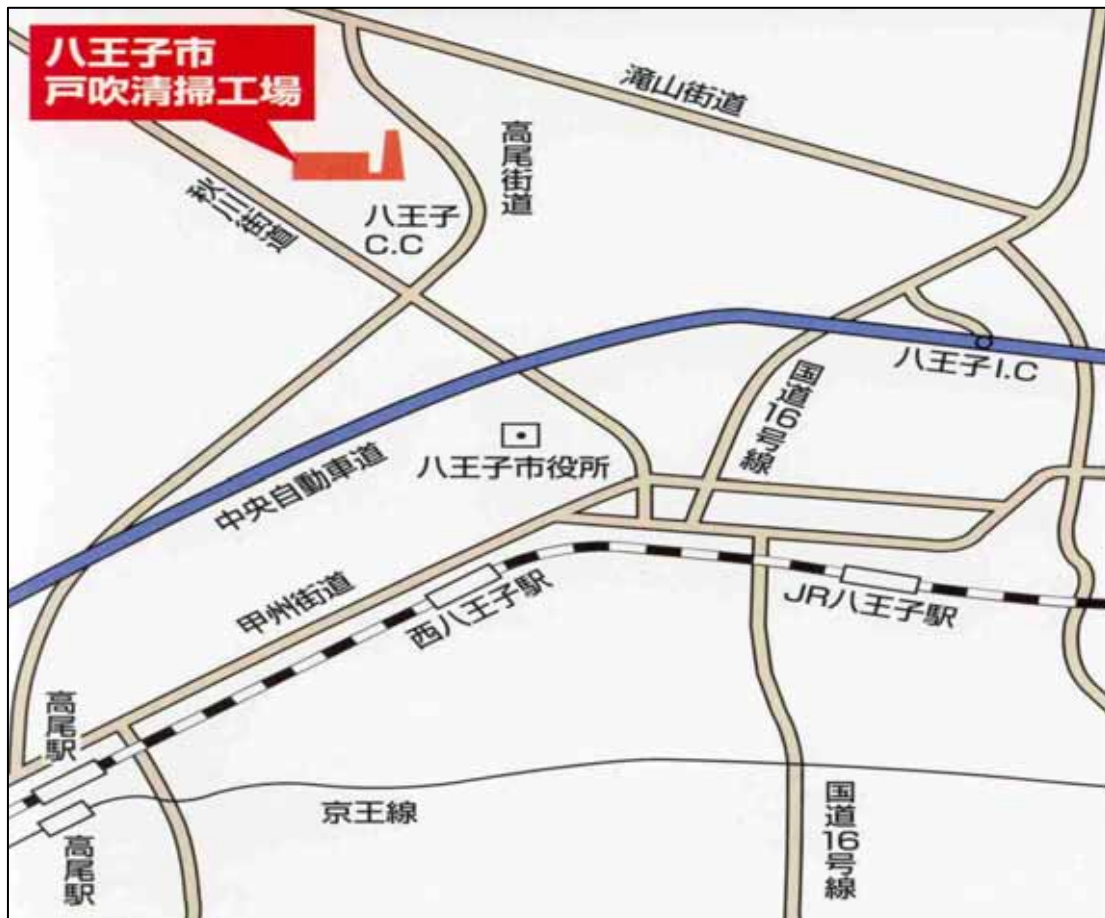 八王子市
戸吹清掃工場
滝山街道
高尾街道
秋川街道
八王子
C.C
八王子I.C
国道16号線
八王子市役所
中央自動車道
甲州街道
西八王子駅
JR八王子駅
高尾駅
京王線
国道16号線
高尾駅